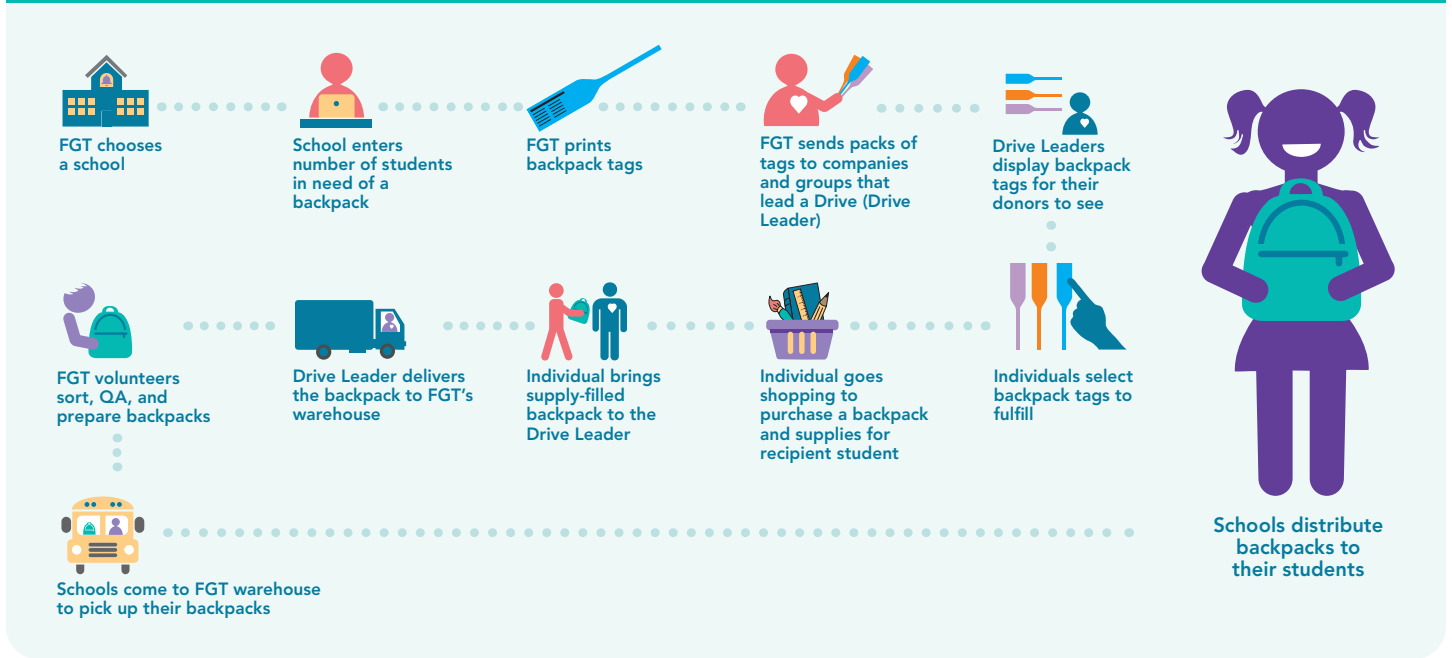 FGT chooses
a school
School enters
number of students
in need of a
backpack
FGT prints
backpack tags
FGT sends packs of
tags to companies
and groups that
lead a Drive (Drive
Leader)
Drive Leaders
display backpack
tags for their
donors to see
Individuals select
backpack tags to
fulfill
Individual goes
shopping to
purchase a backpack
and supplies for
recipient student
Individual brings
supply-filled
backpack to the
Drive Leader
Drive Leader delivers
the backpack to FGT's
warehouse
FGT volunteers
sort, QA, and
prepare backpacks
Schools come to FGT warehouse
to pick up their backpacks
Schools distribute
backpacks to
their students